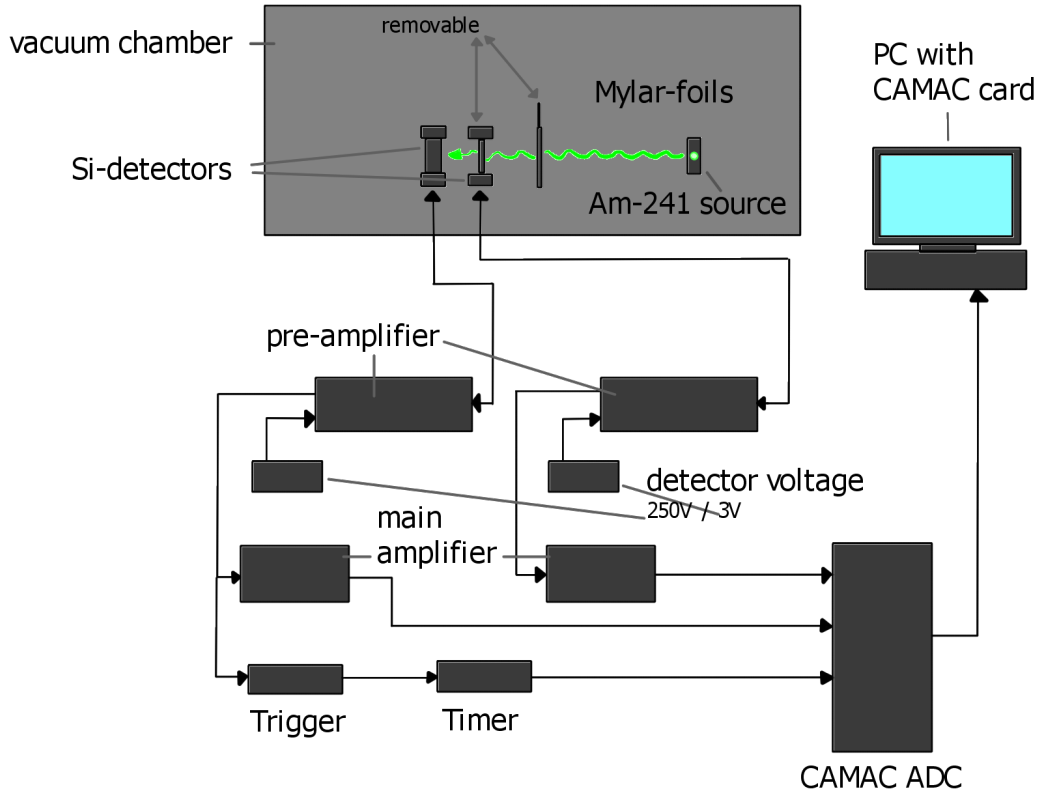 removable
vacuum chamber
PC with
CAMAC card
Mylar-foils
Si-detectors
Am-241 source
pre-amplifier
detector voltage
250V / 3V
main
amplifier
Trigger
Timer
CAMAC ADC